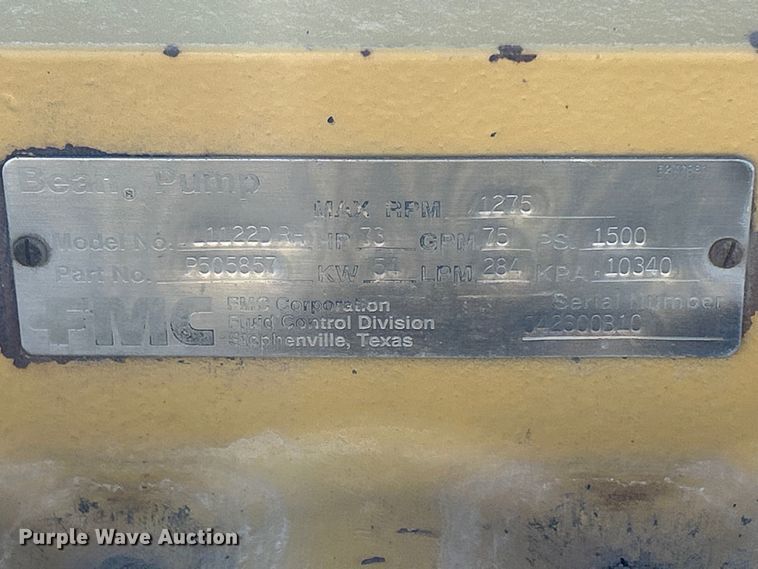 Bean® Pump
MAX RPM 1275
Model No. HP 73 GPM 75 PSI 1500
Part No. P505857 KW LPM 284 KPA 10340
FMC FMC Corporation Serial Number
Fluid Control Division
Stephenville, Texas
Purple Wave Auction